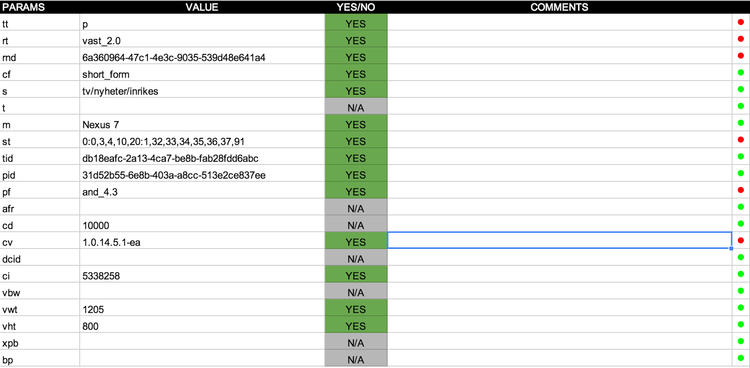 PARAMS VALUE YES/NO COMMENTS
tt p YES
rt vast_2.0 YES
rnd 6a360964-47c1-4e3c-9035-539d48e641a4 YES
cf short_form YES
s tv/nyheter/inrikes YES
t N/A
m Nexus 7 YES
st 0:0,3,4,10,20:1,32,33,34,35,36,37,91 YES
tid db18eafc-2a13-4ca7-be8b-fab28fdd6abc YES
pid 31d52b55-6e8b-403a-a8cc-513e2ce837ee YES
pf and_4.3 YES
afr N/A
cd 10000 N/A
cv 1.0.14.5.1-ea YES
dcid N/A
ci 5338258 YES
vbw N/A
vwt 1205 YES
vht 800 YES
xpb N/A
bp N/A